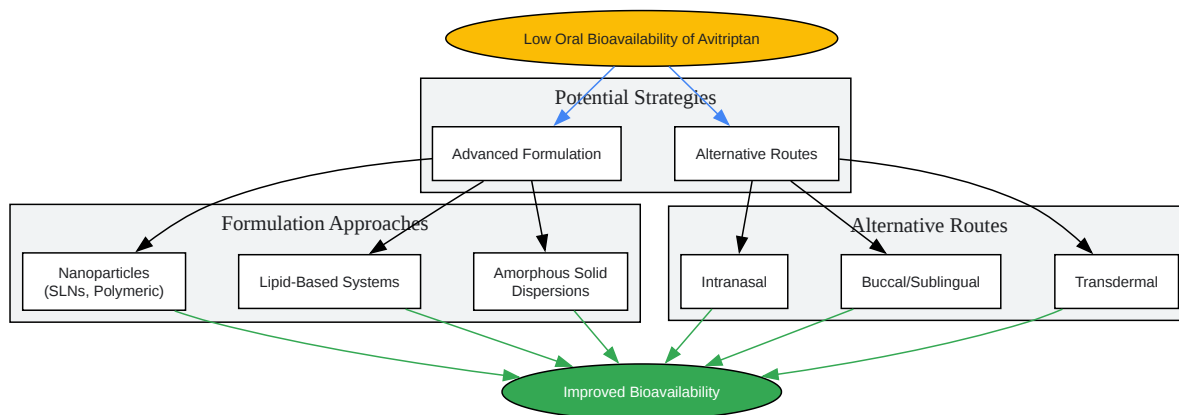 Low Oral Bioavailability of Avitriptan
Potential Strategies
Advanced Formulation
Alternative Routes
Formulation Approaches
Alternative Routes
Nanoparticles
(SLNs, Polymeric)
Lipid-Based Systems
Amorphous Solid
Dispersions
Intranasal
Buccal/Sublingual
Transdermal
Improved Bioavailability